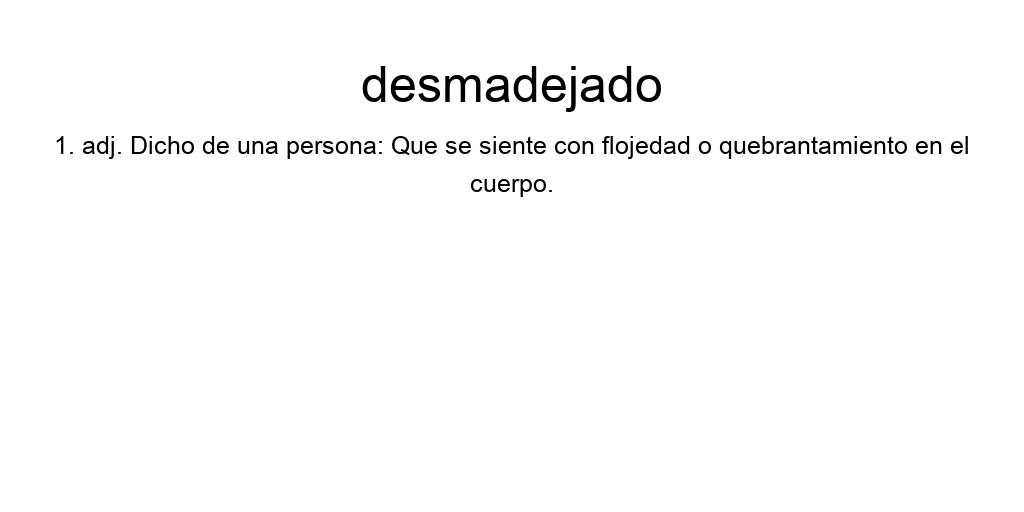 desmadejado
1. adj. Dicho de una persona: Que se siente con flojedad o quebrantamiento en el
cuerpo.